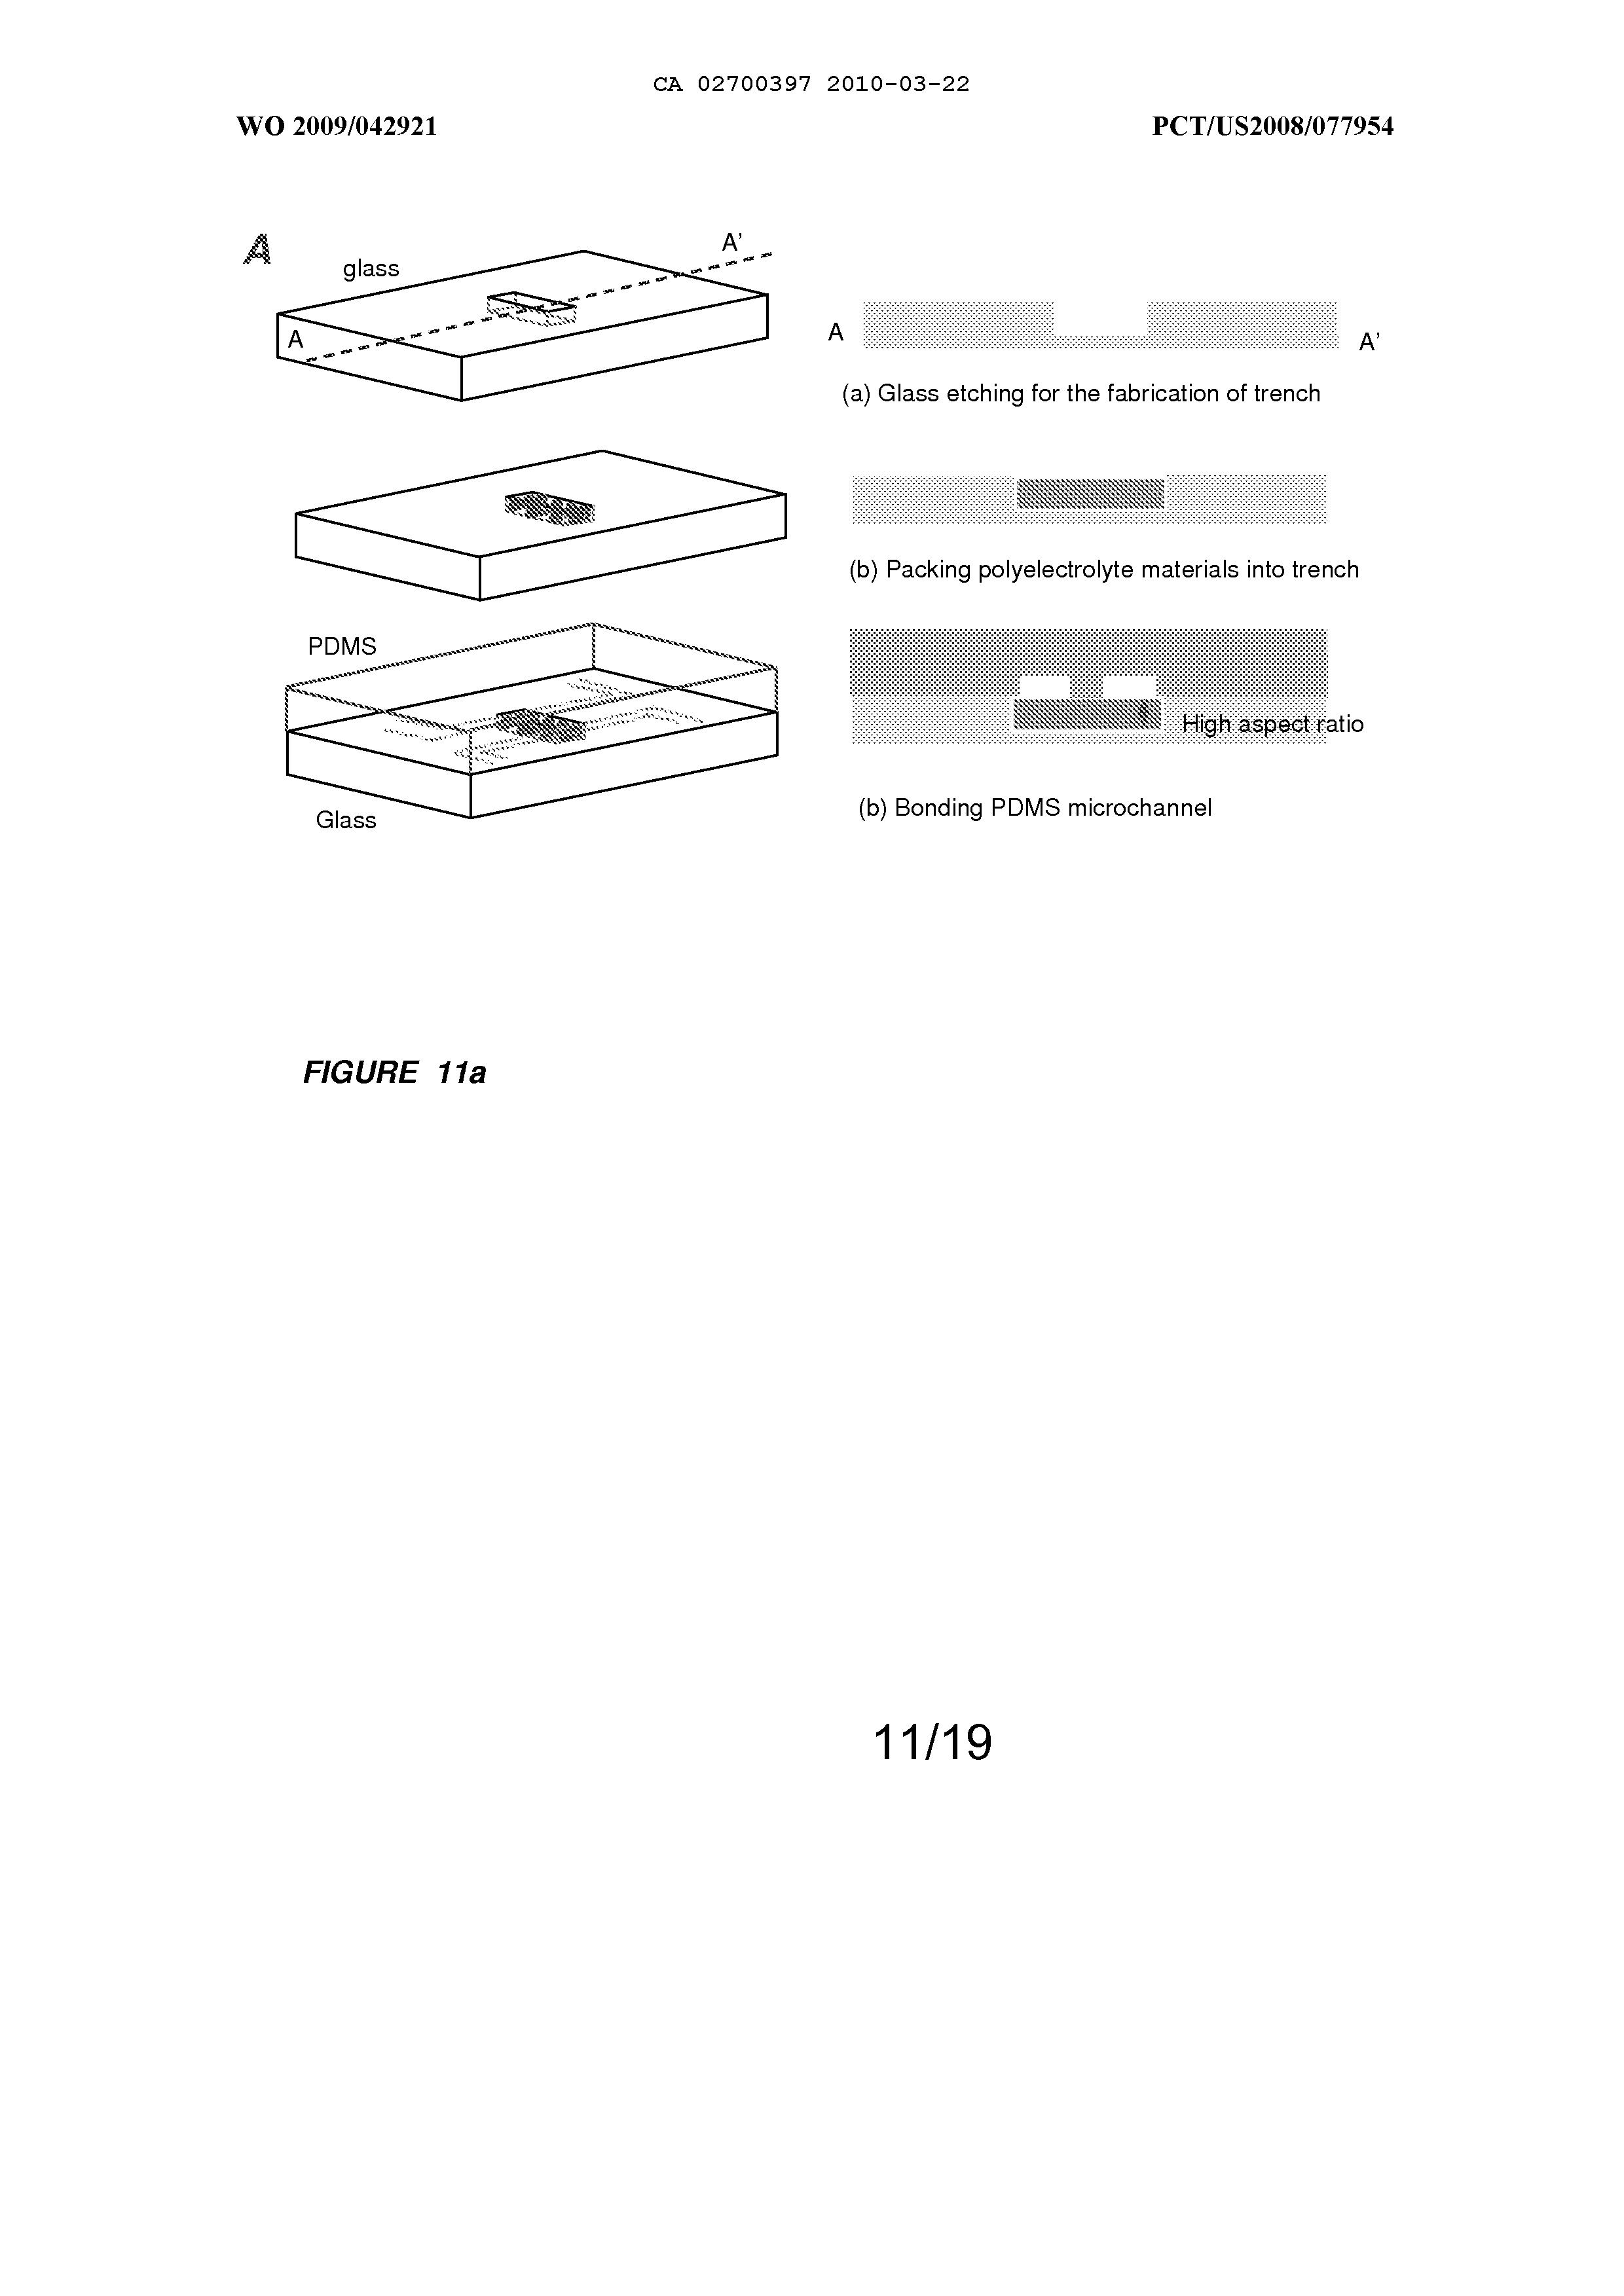 CA 02700397 2010-03-22
WO 2009/042921
PCT/US2008/077954
A
glass
A'
A
A
A'
(a) Glass etching for the fabrication of trench
(b) Packing polyelectrolyte materials into trench
PDMS
High aspect ratio
(b) Bonding PDMS microchannel
Glass
FIGURE 11a
11/19